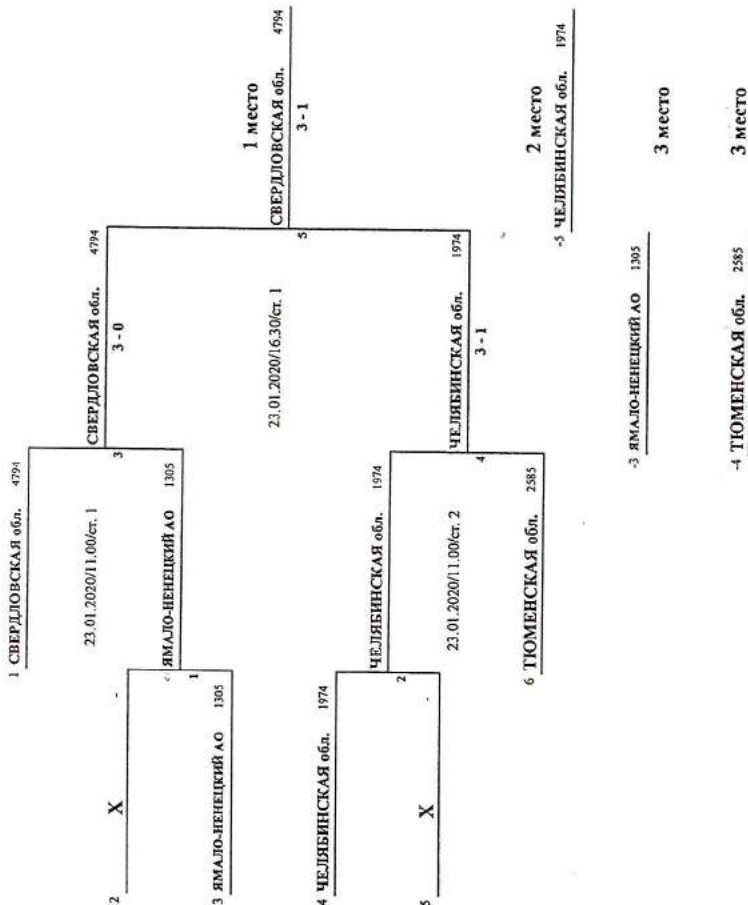 1 СВЕРДЛОВСКАЯ обл. 4794
23.01.2020/11.00/ст. 1
2 X -
1
ЯМАЛО-НЕНЕЦКИЙ АО 1305
3 ЯМАЛО-НЕНЕЦКИЙ АО 1305
3
СВЕРДЛОВСКАЯ обл. 4794
3 - 0
23.01.2020/16.30/ст. 1
4 ЧЕЛЯБИНСКАЯ обл. 1974
2
ЧЕЛЯБИНСКАЯ обл. 1974
5 X -
23.01.2020/11.00/ст. 2
4
ЧЕЛЯБИНСКАЯ обл. 1974
3 - 1
6 ТЮМЕНСКАЯ обл. 2585
5
1 место
СВЕРДЛОВСКАЯ обл. 4794
3 - 1
2 место
-5 ЧЕЛЯБИНСКАЯ обл. 1974
-3 ЯМАЛО-НЕНЕЦКИЙ АО 1305
3 место
-4 ТЮМЕНСКАЯ обл. 2585
3 место